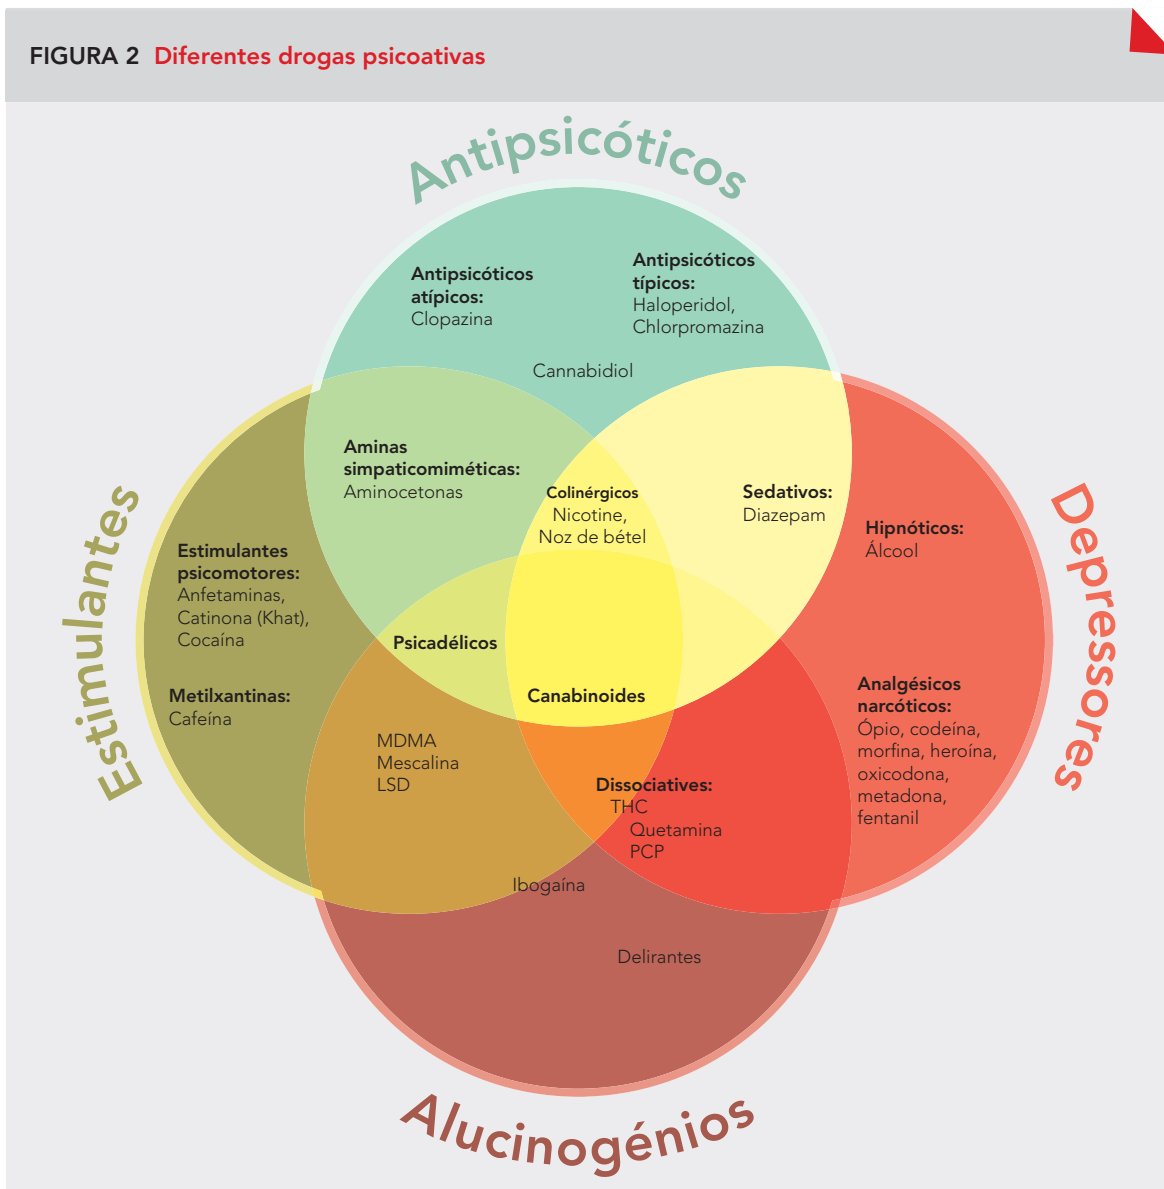 FIGURA 2 Diferentes drogas psicoativas
Antipsicóticos
Antipsicóticos
atípicos:
Clopazina
Antipsicóticos
típicos:
Haloperidol,
Chlorpromazina
Cannabidiol
Aminas
simpaticomiméticas:
Aminocetonas
Colinérgicos
Nicotine,
Noz de bétel
Sedativos:
Diazepam
Estimulantes
Estimulantes
psicomotores:
Anfetaminas,
Catinona (Khat),
Cocaína
Metilxantinas:
Cafeína
Depressores
Hipnóticos:
Álcool
Analgésicos
narcóticos:
Ópio, codeína,
morfina, heroína,
oxicodona,
metadona,
fentanil
Psicadélicos
Canabinoides
MDMA
Mescalina
LSD
Dissociatives:
THC
Quetamina
PCP
Ibogaína
Delirantes
Alucinogénios